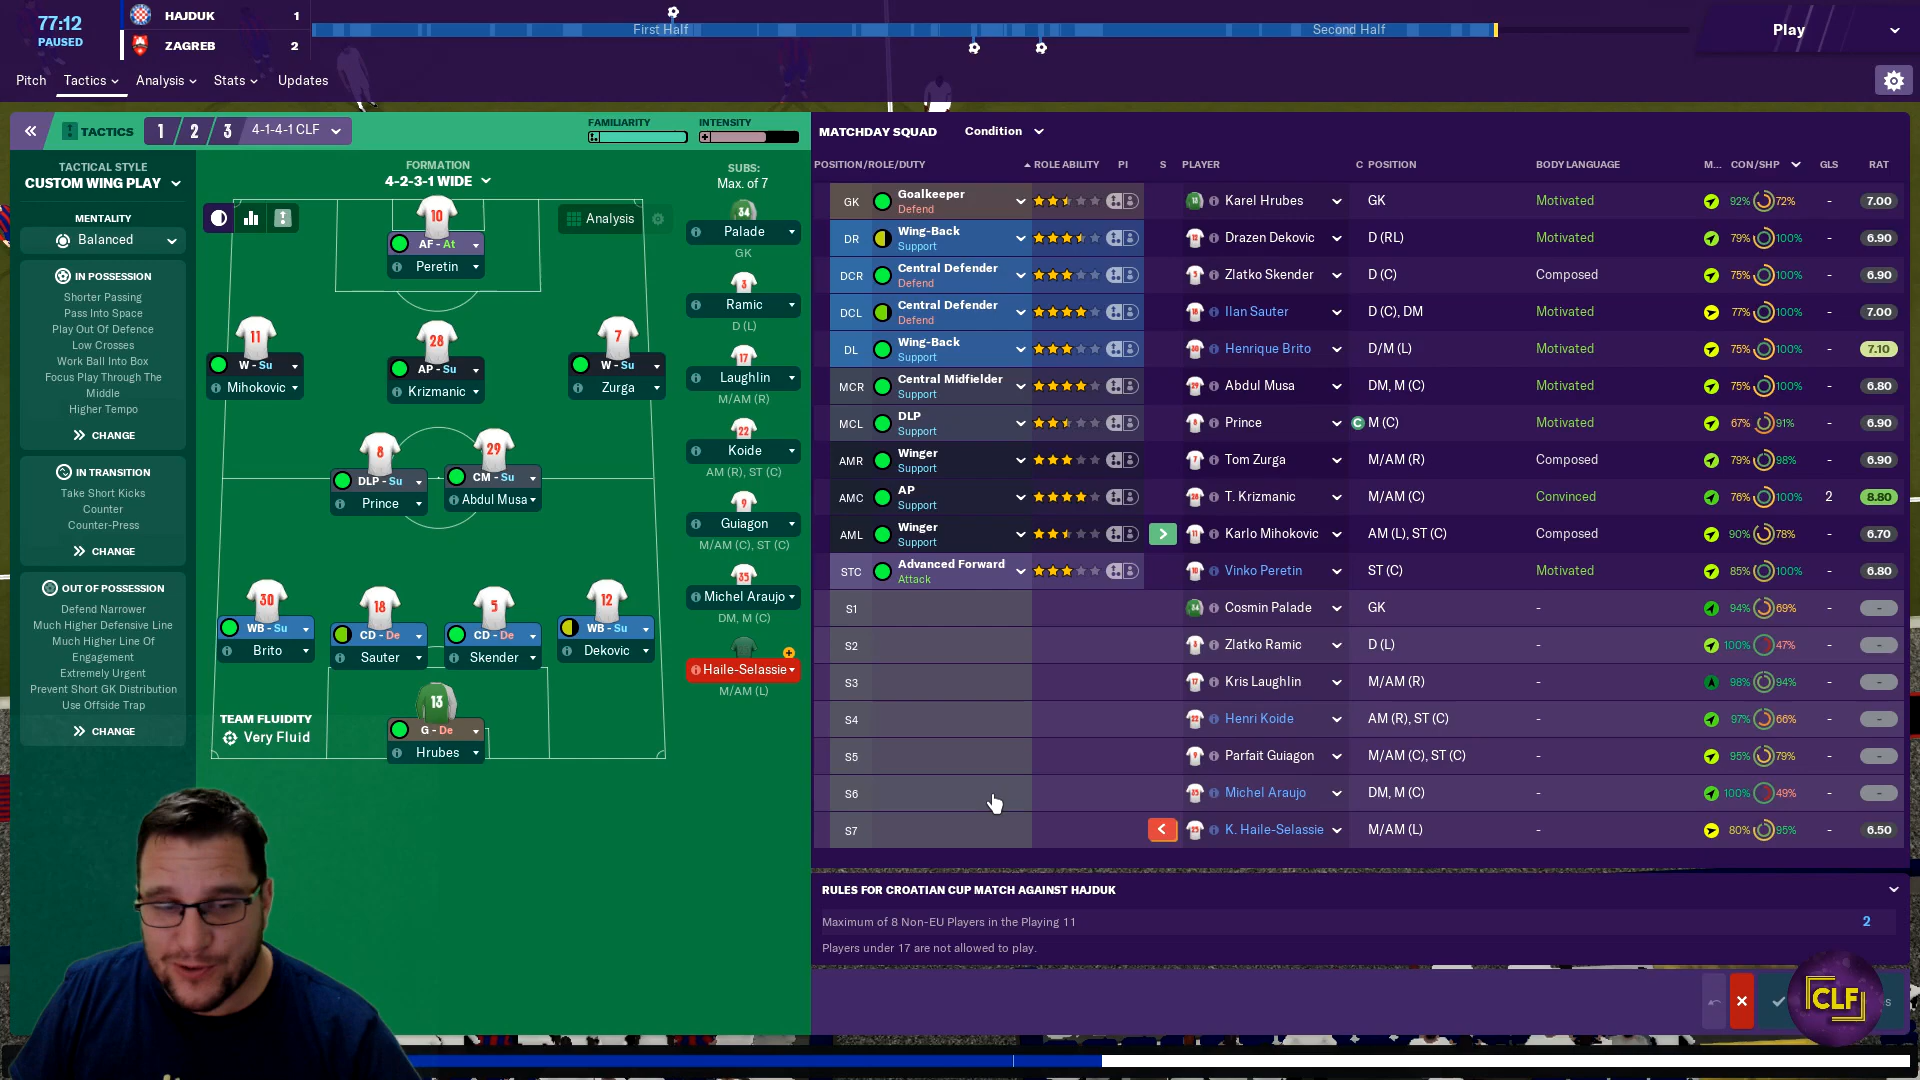 77:12
PAUSED
HAJDUK 1
ZAGREB 2
First Half
Second Half
Play
Pitch
Tactics
Analysis
Stats
Updates
TACTICS
1
2
3
4-1-4-1 CLF
FAMILIARITY
INTENSITY
TACTICAL STYLE
CUSTOM WING PLAY
MENTALITY
Balanced
IN POSSESSION
Shorter Passing
Pass Into Space
Play Out Of Defence
Low Crosses
Work Ball Into Box
Focus Play Through The
Middle
Higher Tempo
CHANGE
IN TRANSITION
Take Short Kicks
Counter
Counter-Press
CHANGE
OUT OF POSSESSION
Defend Narrower
Much Higher Defensive Line
Much Higher Line Of
Engagement
Extremely Urgent
Prevent Short GK Distribution
Use Offside Trap
CHANGE
FORMATION
4-2-3-1 WIDE
Analysis
10
AF - At
Peretin
11
W - Su
Mihokovic
28
AP - Su
Krizmanic
7
W - Su
Zurga
8
DLP - Su
Prince
29
CM - Su
Abdul Musa
30
WB - Su
Brito
18
CD - De
Sauter
5
CD - De
Skender
12
WB - Su
Dekovic
13
G - De
Hrubes
TEAM FLUIDITY
Very Fluid
SUBS:
Max. of 7
34
Palade
GK
3
Ramic
D (L)
17
Laughlin
M/AM (R)
22
Koide
AM (R), ST (C)
9
Guiagon
M/AM (C), ST (C)
35
Michel Araujo
DM, M (C)
Haile-Selassie
M/AM (L)
MATCHDAY SQUAD
Condition
POSITION/ROLE/DUTY ROLE ABILITY PI S PLAYER C POSITION BODY LANGUAGE M... CON/SHP GLS RAT
GK Goalkeeper Defend Karel Hrubes GK Motivated 92% 72% - 7.00
DR Wing-Back Support Drazen Dekovic D (RL) Motivated 79% 100% - 6.90
DCR Central Defender Defend Zlatko Skender D (C) Composed 75% 100% - 6.90
DCL Central Defender Defend Ilan Sauter D (C), DM Motivated 77% 100% - 7.00
DL Wing-Back Support Henrique Brito D/M (L) Motivated 75% 100% - 7.10
MCR Central Midfielder Support Abdul Musa DM, M (C) Motivated 75% 100% - 6.80
MCL DLP Support Prince C M (C) Motivated 67% 91% - 6.90
AMR Winger Support Tom Zurga M/AM (R) Composed 79% 98% - 6.90
AMC AP Support T. Krizmanic M/AM (C) Convinced 76% 100% 2 8.80
AML Winger Support Karlo Mihokovic AM (L), ST (C) Composed 90% 78% - 6.70
STC Advanced Forward Attack Vinko Peretin ST (C) Motivated 85% 100% - 6.80
S1 Cosmin Palade GK - 94% 69% - -
S2 Zlatko Ramic D (L) - 100% 47% - -
S3 Kris Laughlin M/AM (R) - 98% 94% - -
S4 Henri Koide AM (R), ST (C) - 97% 66% - -
S5 Parfait Guiagon M/AM (C), ST (C) - 95% 79% - -
S6 Michel Araujo DM, M (C) - 100% 49% - -
S7 K. Haile-Selassie M/AM (L) - 80% 95% - 6.50
RULES FOR CROATIAN CUP MATCH AGAINST HAJDUK
Maximum of 8 Non-EU Players in the Playing 11 2
Players under 17 are not allowed to play.
CLF